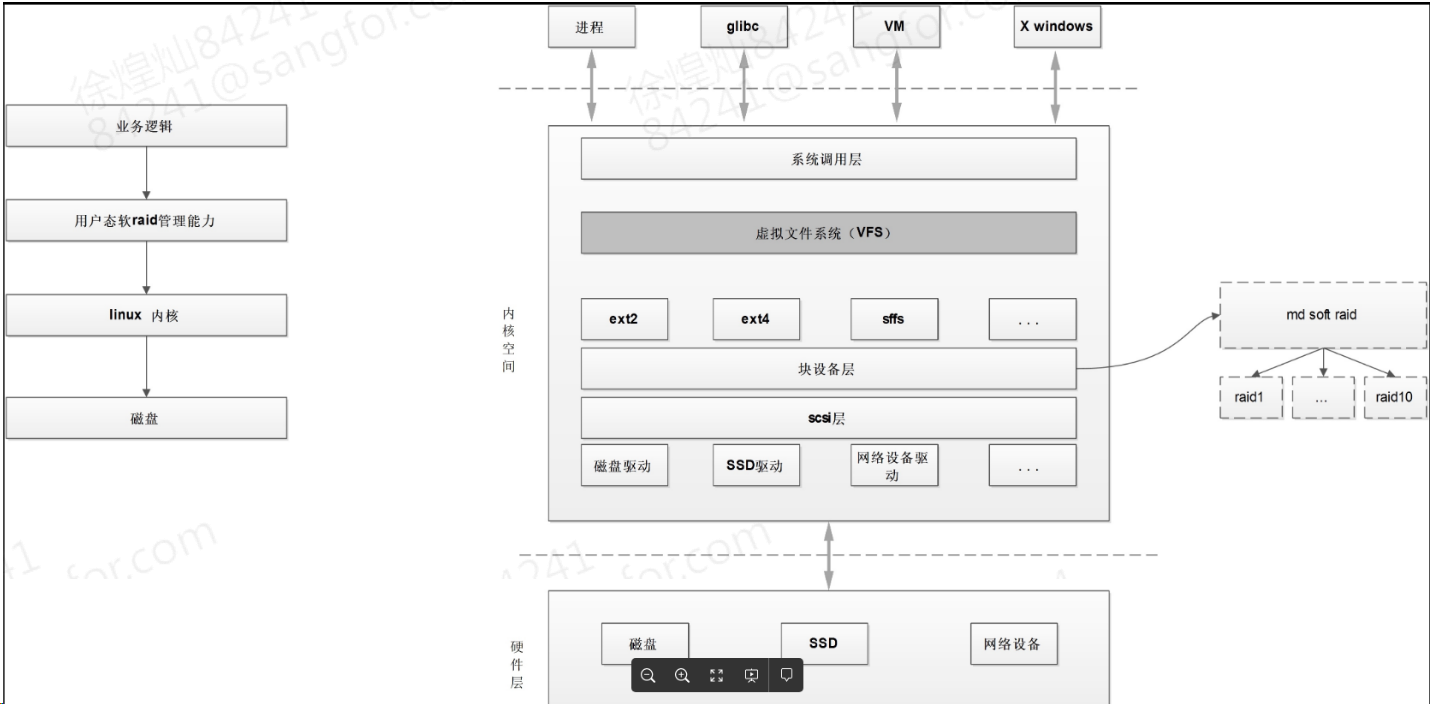 徐煌灿84241
84241@sangfor.com
徐煌灿84241
84241@sangfor.com
业务逻辑
用户态软raid管理能力
linux 内核
磁盘
进程
glibc
VM
X windows
系统调用层
虚拟文件系统（VFS）
内
核
空
间
ext2
ext4
sffs
...
块设备层
scsi层
磁盘驱动
SSD驱动
网络设备驱
动
...
md soft raid
raid1
...
raid10
硬
件
层
磁盘
SSD
网络设备